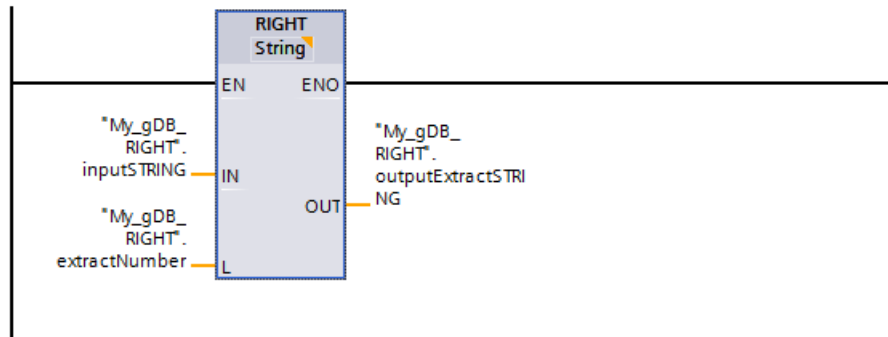 RIGHT
String
EN ENO
"My_gDB_
RIGHT".
inputSTRING
IN
"My_gDB_
RIGHT".
outputExtractSTRI
NG
OUT
"My_gDB_
RIGHT".
extractNumber
L